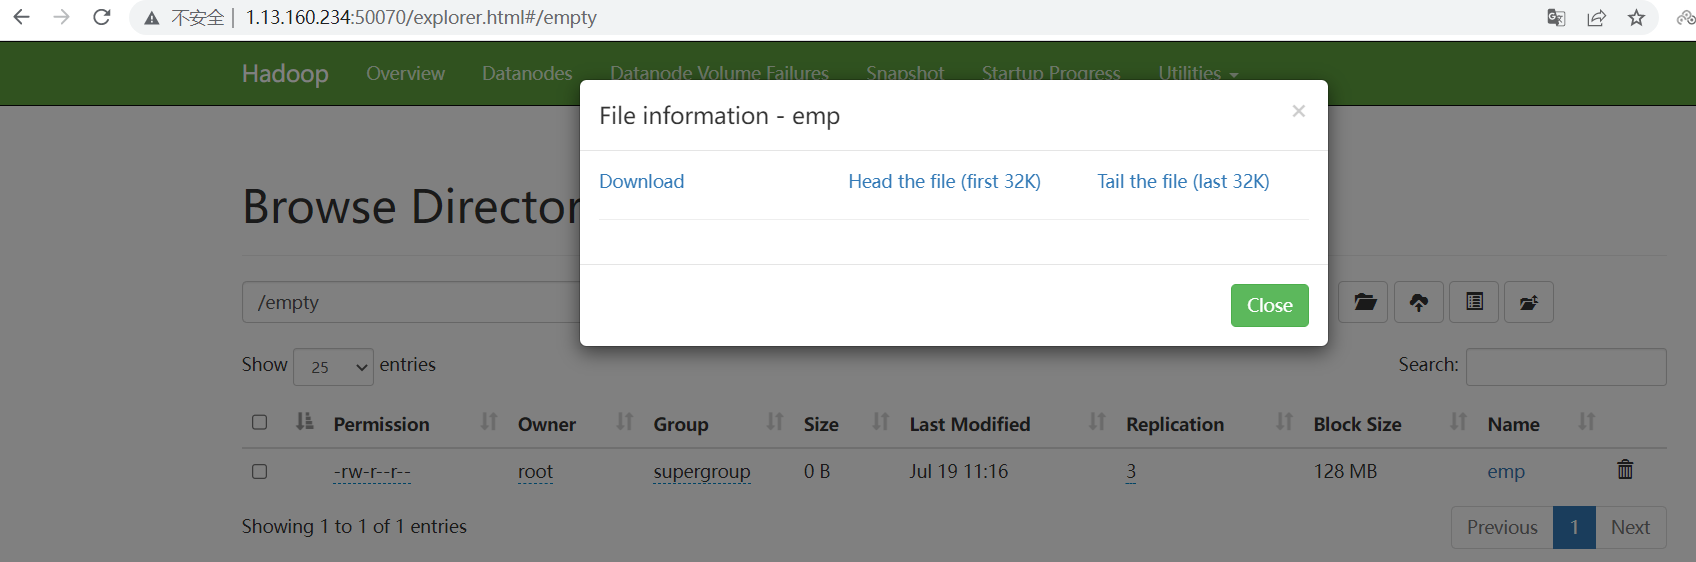 不安全 | 1.13.160.234:50070/explorer.html#/empty
Hadoop Overview Datanodes Datanode Volume Failures Snapshot Startup Progress Utilities
File information - emp ×
Download Head the file (first 32K) Tail the file (last 32K)
Browse Director
/empty
Close
Show 25 entries Search:
Permission Owner Group Size Last Modified Replication Block Size Name
-rw-r--r-- root supergroup 0 B Jul 19 11:16 3 128 MB emp
Showing 1 to 1 of 1 entries Previous 1 Next